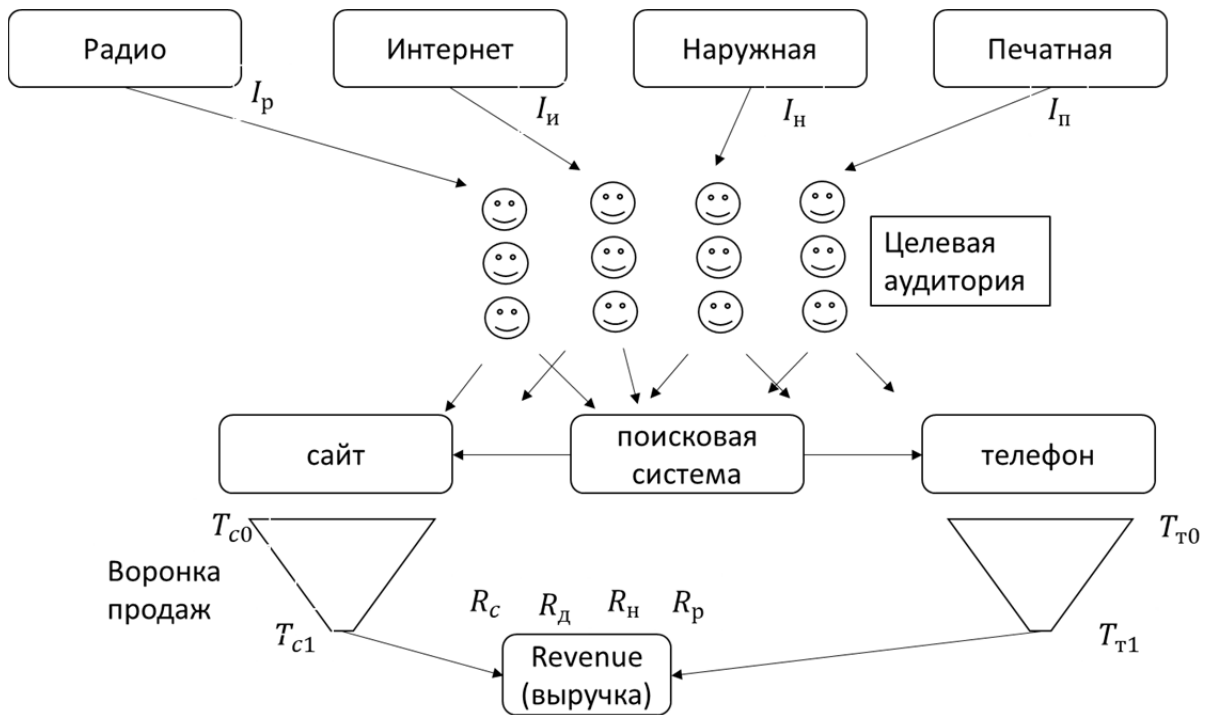 Радио
Интернет
Наружная
Печатная
Iр
Iи
Iн
Iп
Целевая
аудитория
сайт
поисковая
система
телефон
Tc0
Tт0
Воронка
продаж
Rc
Rд
Rн
Rр
Tc1
Tт1
Revenue
(выручка)